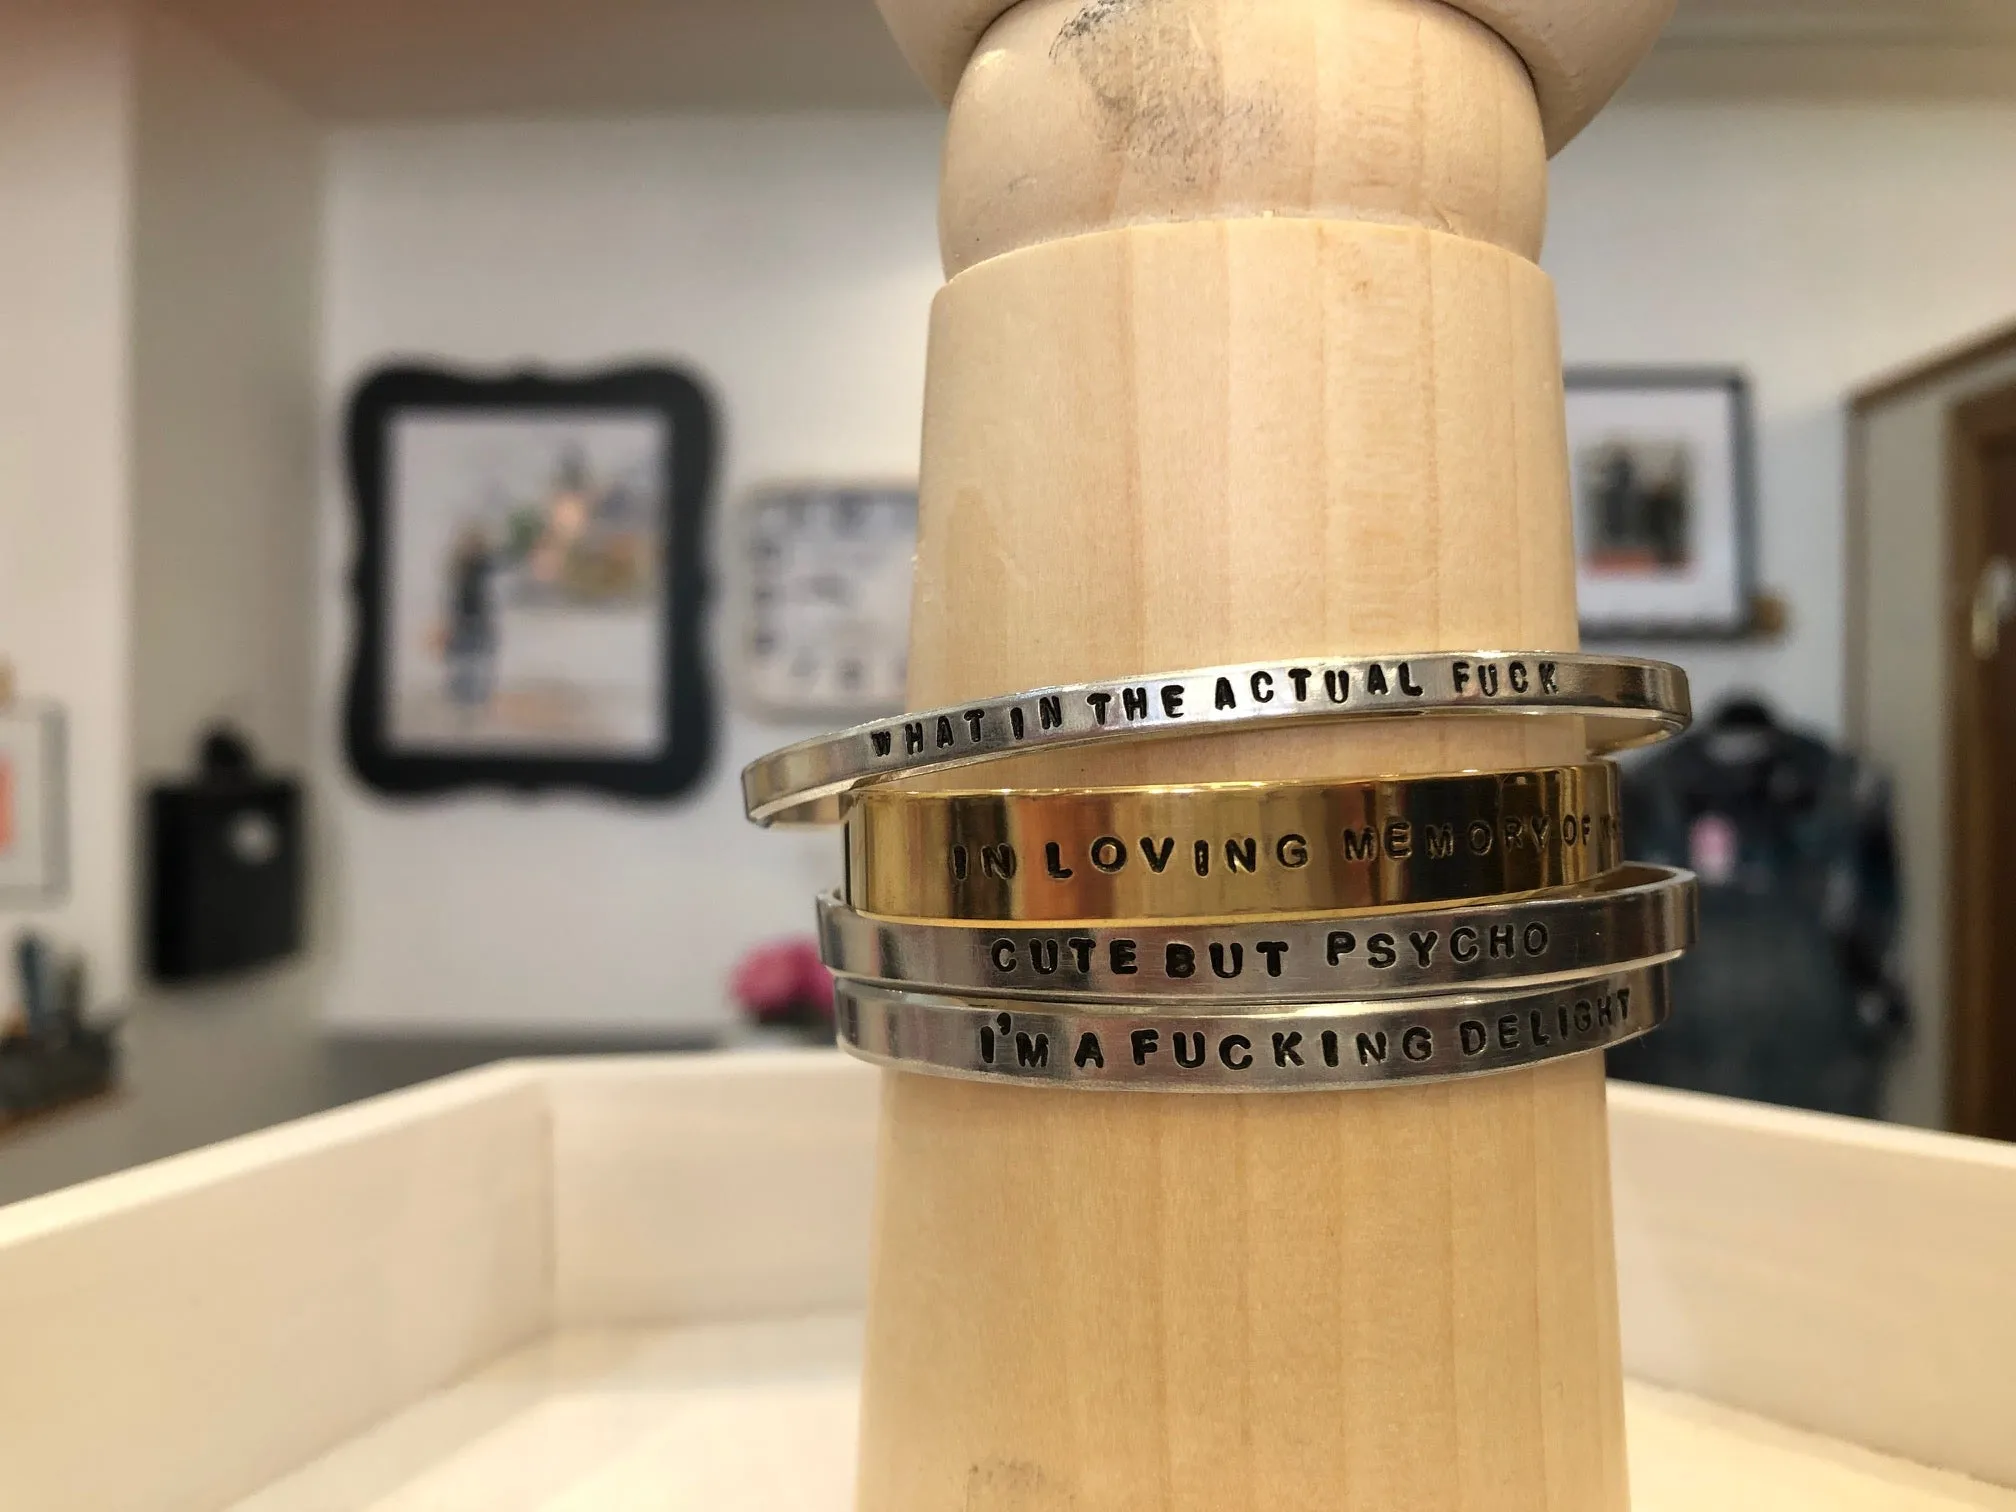 WHAT IN THE ACTUAL FUCK
IN LOVING MEMORY OF
CUTE BUT PSYCHO
I'M A FUCKING DELIGHT